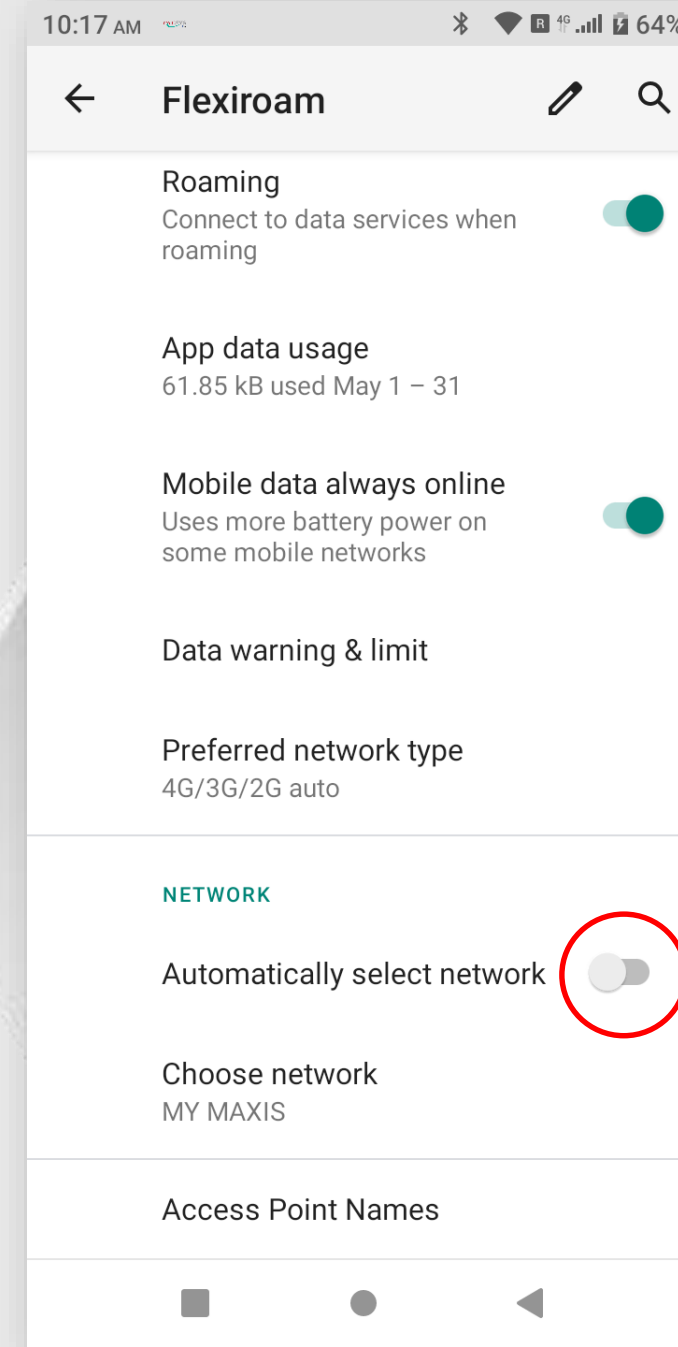 10:17 AM R 4G 64%
Flexiroam
Roaming
Connect to data services when
roaming
App data usage
61.85 kB used May 1 – 31
Mobile data always online
Uses more battery power on
some mobile networks
Data warning & limit
Preferred network type
4G/3G/2G auto
NETWORK
Automatically select network
Choose network
MY MAXIS
Access Point Names